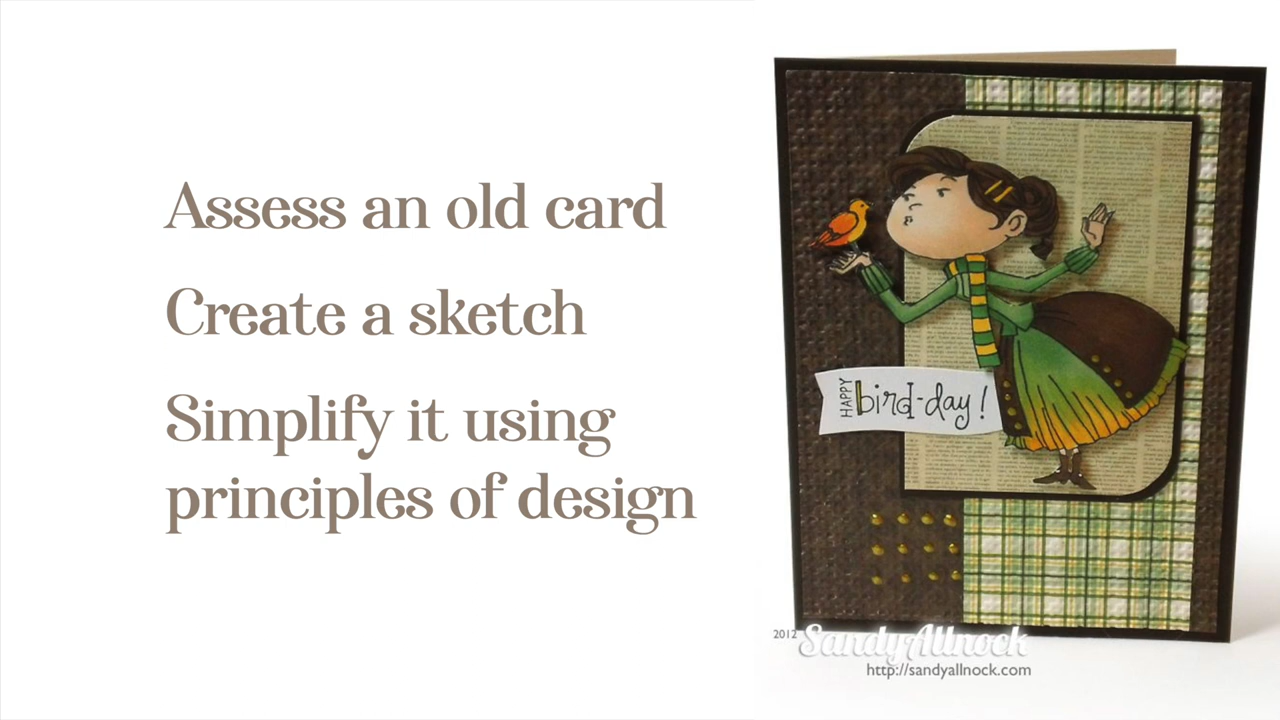 Assess an old card
Create a sketch
Simplify it using
principles of design
HAPPY bird-day!
2012 SandyAllnock
http://sandyallnock.com